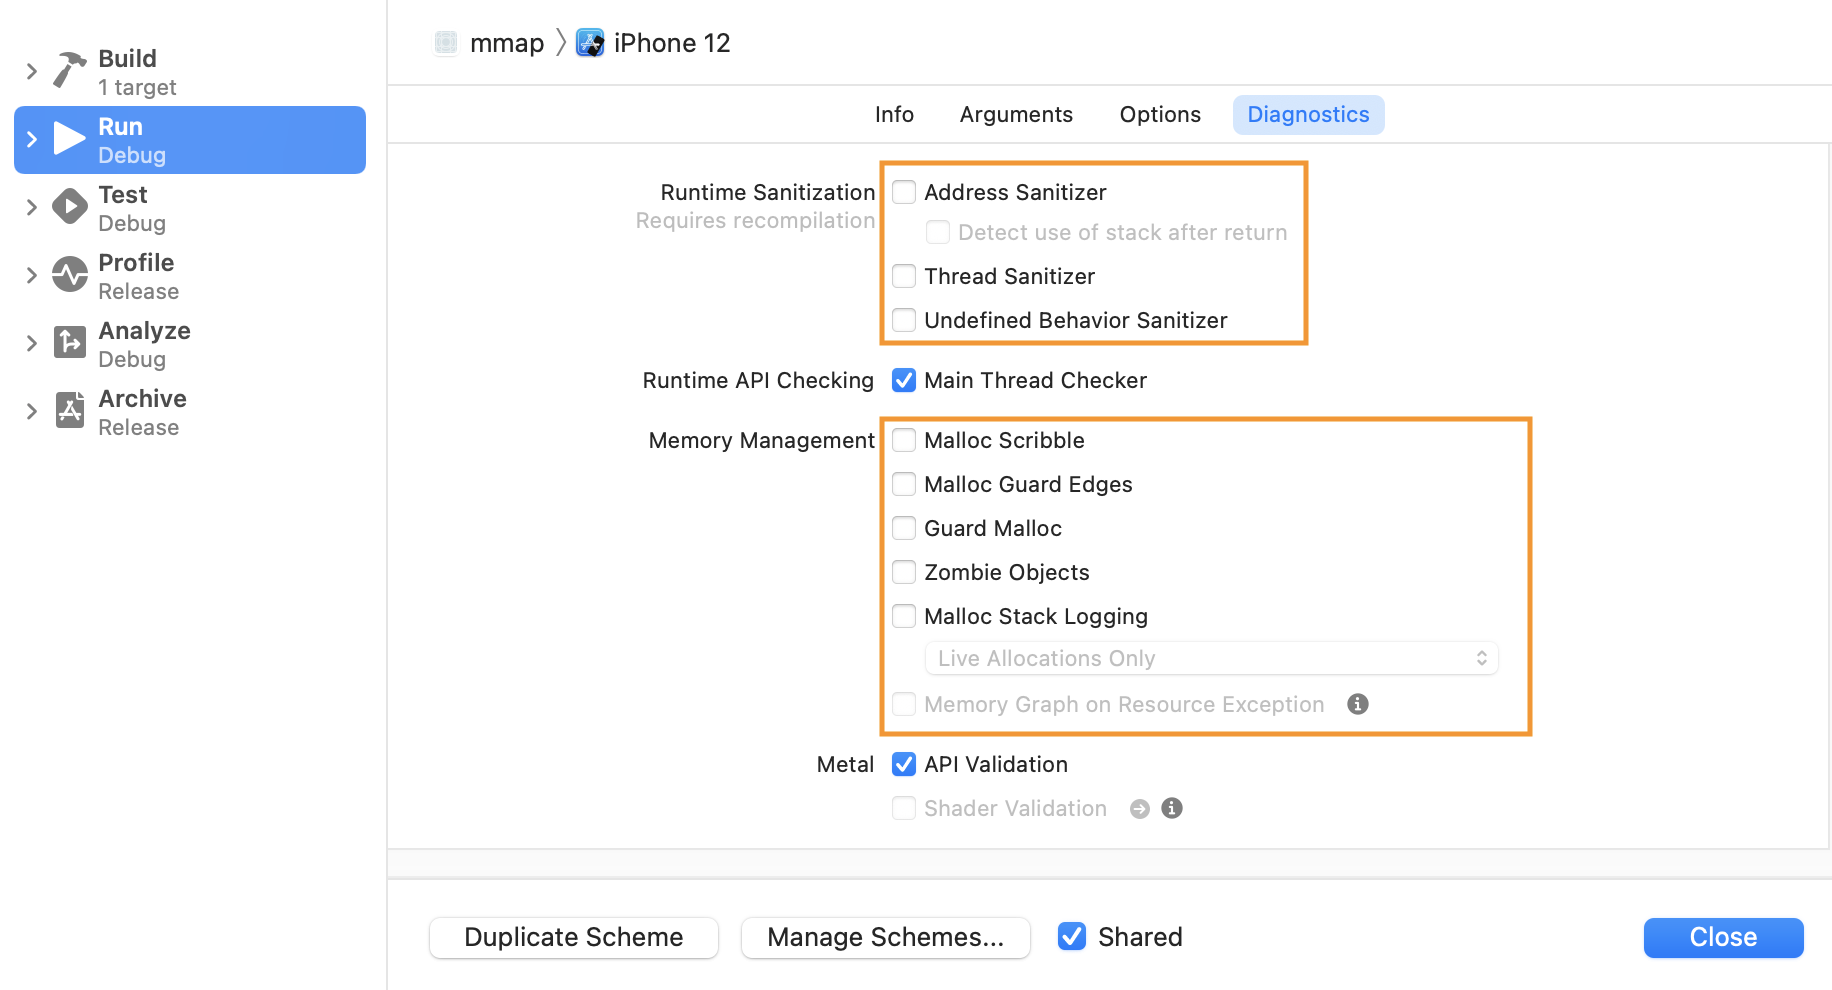 mmap
iPhone 12
Build
1 target
Run
Debug
Test
Debug
Profile
Release
Analyze
Debug
Archive
Release
Info Arguments Options Diagnostics
Runtime Sanitization Address Sanitizer
Requires recompilation Detect use of stack after return
Thread Sanitizer
Undefined Behavior Sanitizer
Runtime API Checking Main Thread Checker
Memory Management Malloc Scribble
Malloc Guard Edges
Guard Malloc
Zombie Objects
Malloc Stack Logging
Live Allocations Only
Memory Graph on Resource Exception
Metal API Validation
Shader Validation
Duplicate Scheme Manage Schemes... Shared Close